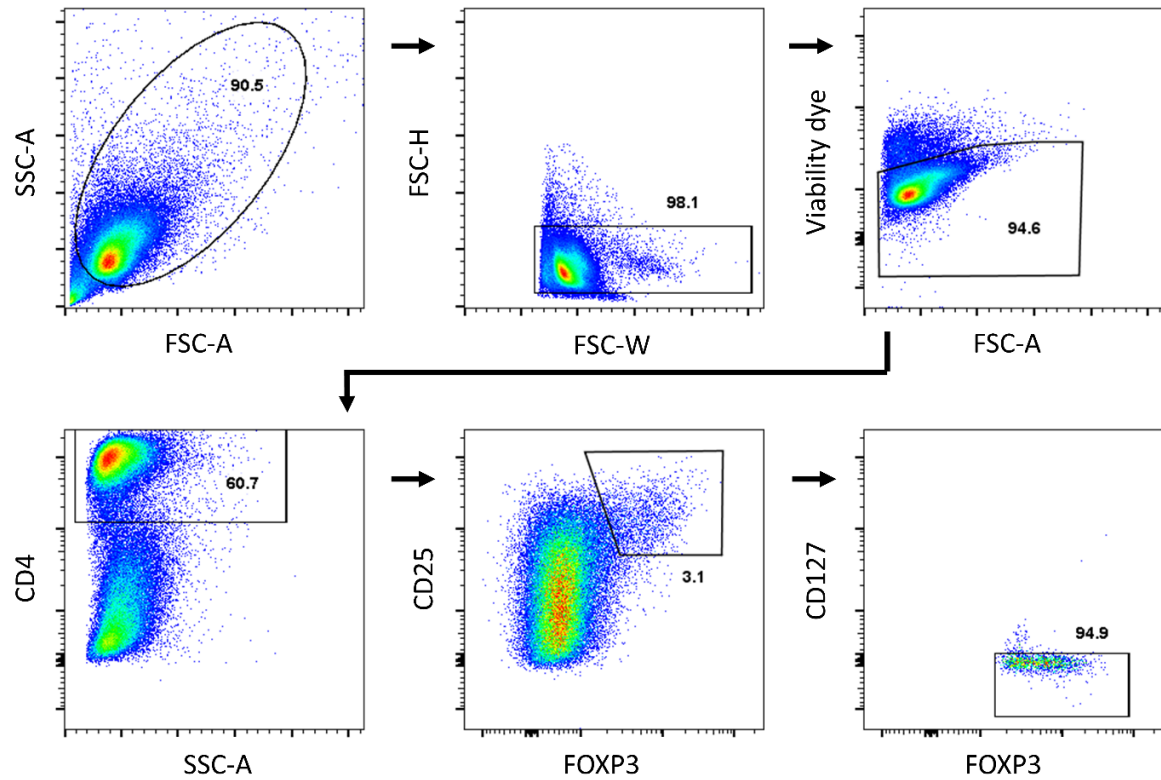 SSC-A
90.5
FSC-A
FSC-H
98.1
FSC-W
Viability dye
94.6
FSC-A
CD4
60.7
SSC-A
CD25
3.1
FOXP3
CD127
94.9
FOXP3